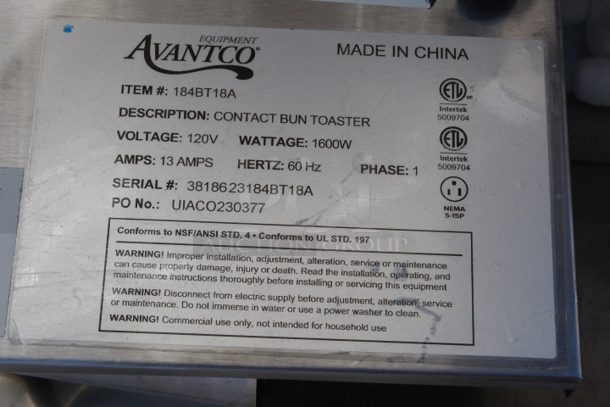 EQUIPMENT
AVANTCO®
MADE IN CHINA
ITEM #: 184BT18A
DESCRIPTION: CONTACT BUN TOASTER
VOLTAGE: 120V WATTAGE: 1600W
AMPS: 13 AMPS HERTZ: 60 Hz PHASE: 1
SERIAL #: 3818623184BT18A
PO No.: UIACO230377
ETL
Intertek
5009704
ETL
Intertek
5009704
NEMA
5-15P
Conforms to NSF/ANSI STD. 4 • Conforms to UL STD. 197
AUCTION GROUP
WARNING! Improper installation, adjustment, alteration, service or maintenance
can cause property damage, injury or death. Read the installation, operating, and
maintenance instructions thoroughly before installing or servicing this equipment
WARNING! Disconnect from electric supply before adjustment, alteration, service
or maintenance. Do not immerse in water or use a power washer to clean.
WARNING! Commercial use only, not intended for household use